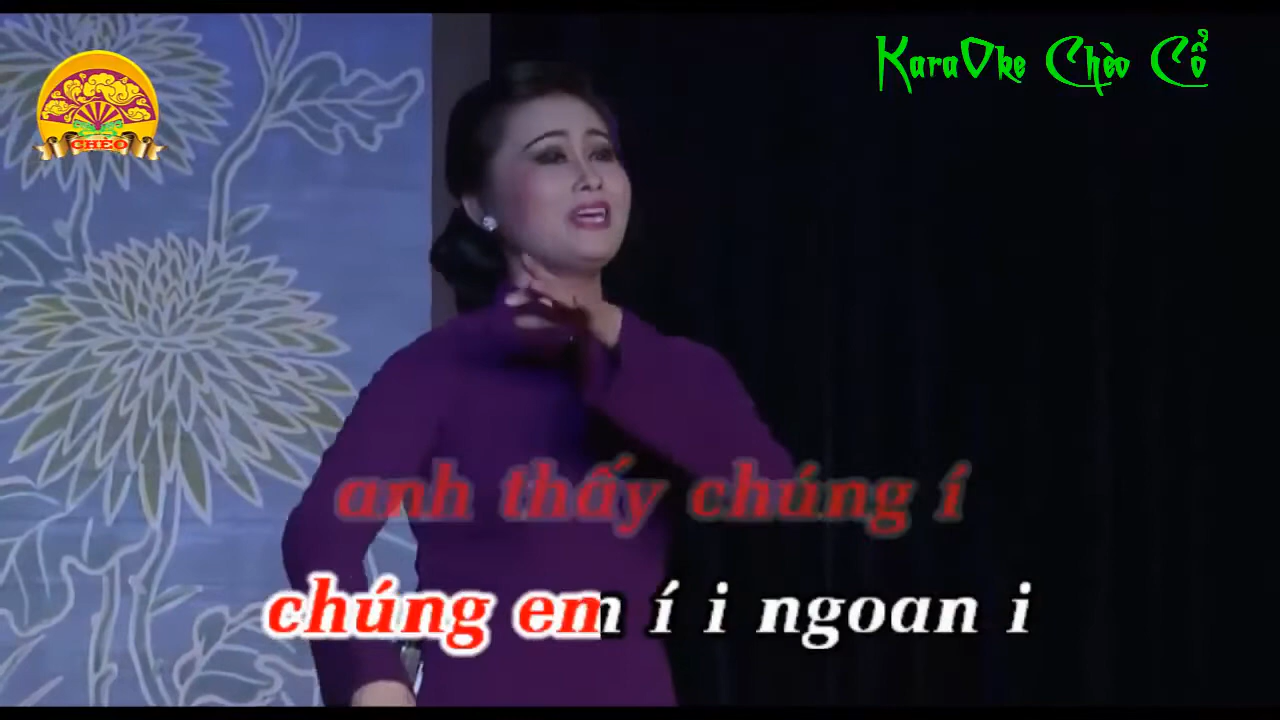 KaraOke Chèo Cổ
CHÈO
anh thấy chúng í
chúng em í i ngoan i